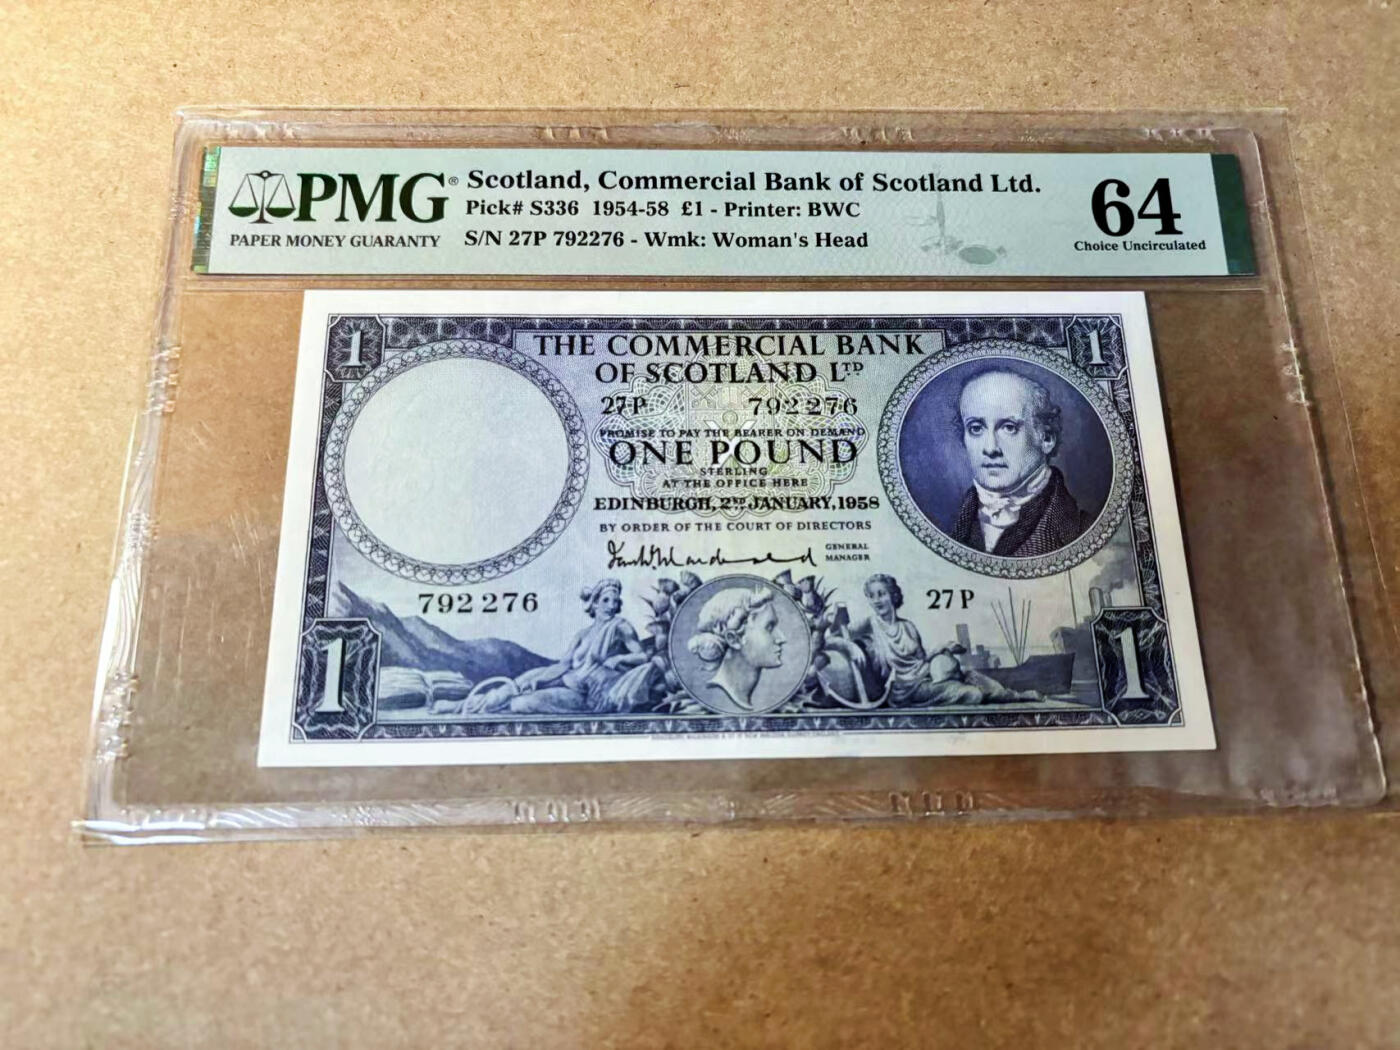 PMG®
PAPER MONEY GUARANTY
Scotland, Commercial Bank of Scotland Ltd.
Pick# S336 1954-58 £1 - Printer: BWC
S/N 27P 792276 - Wmk: Woman's Head
64
Choice Uncirculated
1
1
THE COMMERCIAL BANK
OF SCOTLAND LTD
27P 792276
PROMISE TO PAY THE BEARER ON DEMAND
ONE POUND
STERLING
AT THE OFFICE HERE
EDINBURGH, 2ND JANUARY, 1958
BY ORDER OF THE COURT OF DIRECTORS
GENERAL
MANAGER
792 276
27 P
1
1